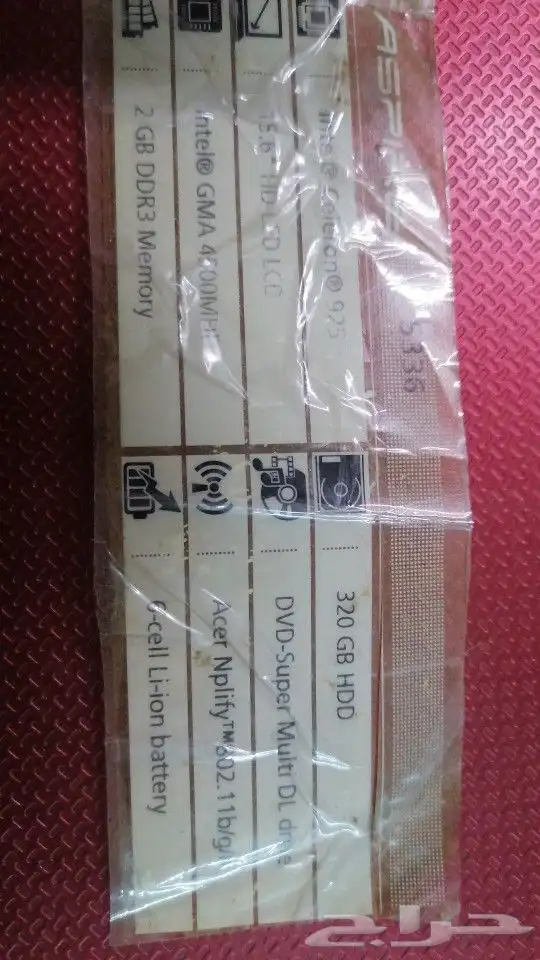 ASPIRE 5336
Intel® Celeron® 925
15.6" HD LED LCD
Intel® GMA 4500MHD
2 GB DDR3 Memory
320 GB HDD
DVD-Super Multi DL drive
Acer Nplify™ 802.11b/g/n
6-cell Li-ion battery
حراج